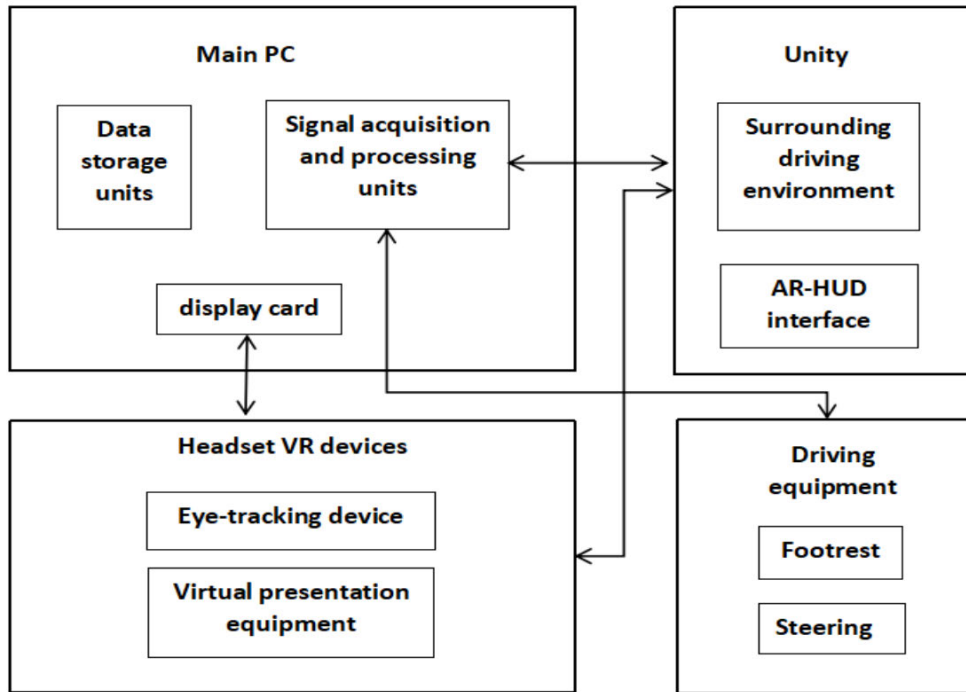 Main PC
Data
storage
units
Signal acquisition
and processing
units
display card
Unity
Surrounding
driving
environment
AR-HUD
interface
Headset VR devices
Eye-tracking device
Virtual presentation
equipment
Driving
equipment
Footrest
Steering